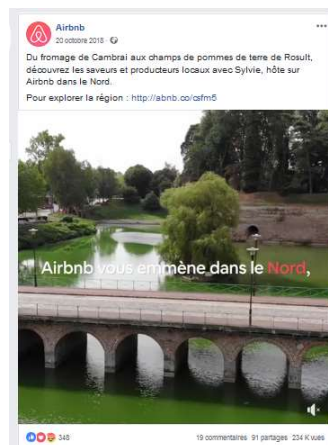 Airbnb
20 octobre 2018 ·
Du fromage de Cambrai aux champs de pommes de terre de Rosult,
découvrez les saveurs et producteurs locaux avec Sylvie, hôte sur
Airbnb dans le Nord.
Pour explorer la région : http://abnb.co/csfm5
Airbnb vous emmène dans le Nord,
348
19 commentaires 91 partages 234 K vues